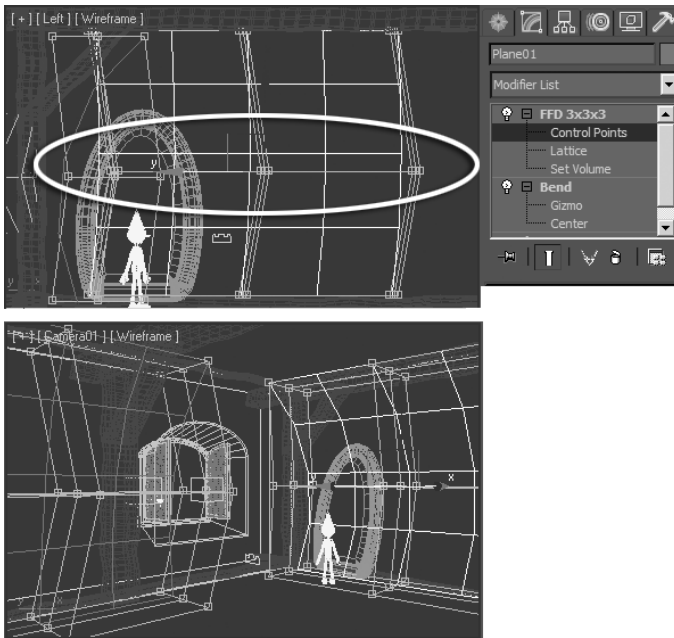 [ + ] [ Left ] [ Wireframe ]
y
Plane01
Modifier List
FFD 3x3x3
Control Points
Lattice
Set Volume
Bend
Gizmo
Center
[ + ] [ Camera01 ] [ Wireframe ]
x